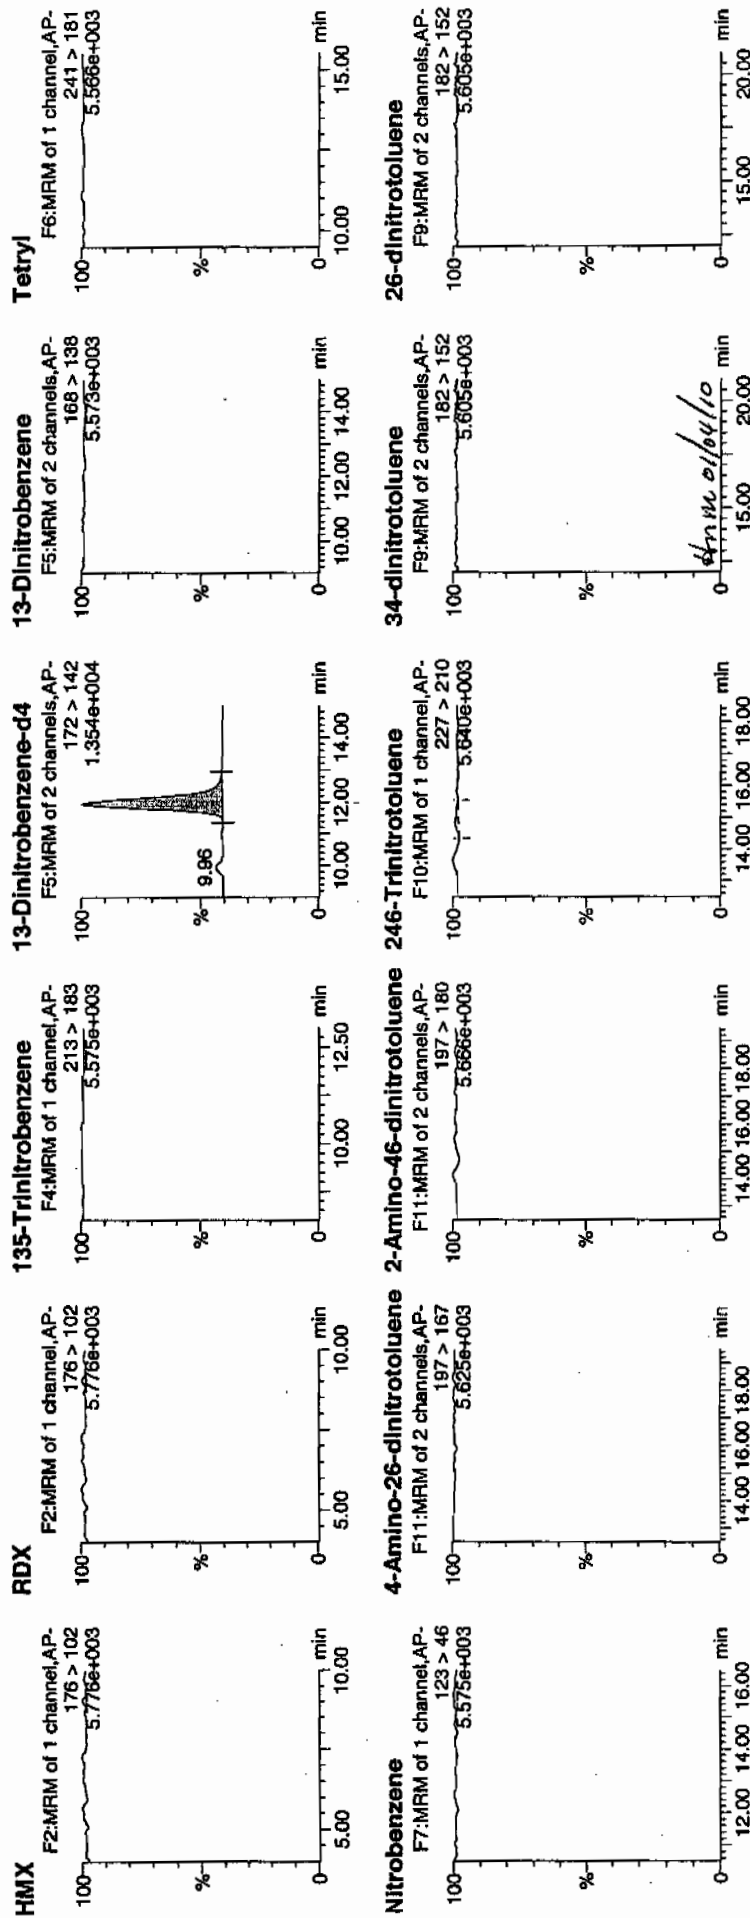 HMX
F2:MRM of 1 channel,AP-
176 > 102
5.776e+003
100
%
0
5.00
10.00
min
RDX
F2:MRM of 1 channel,AP-
176 > 102
5.776e+003
100
%
0
5.00
10.00
min
135-Trinitrobenzene
F4:MRM of 1 channel,AP-
213 > 183
5.575e+003
100
%
0
10.00
12.50
min
13-Dinitrobenzene-d4
F5:MRM of 2 channels,AP-
172 > 142
1.354e+004
100
%
9.96
0
10.00
12.00
14.00
min
13-Dinitrobenzene
F5:MRM of 2 channels,AP-
168 > 138
5.573e+003
100
%
0
10.00
12.00
14.00
min
Tetryl
F6:MRM of 1 channel,AP-
241 > 181
5.566e+003
100
%
0
10.00
15.00
min
Nitrobenzene
F7:MRM of 1 channel,AP-
123 > 46
5.575e+003
100
%
0
12.00
14.00
16.00
min
4-Amino-26-dinitrotoluene
F11:MRM of 2 channels,AP-
197 > 167
5.625e+003
100
%
0
14.00
16.00
18.00
min
2-Amino-46-dinitrotoluene
F11:MRM of 2 channels,AP-
197 > 180
5.666e+003
100
%
0
14.00
16.00
18.00
min
246-Trinitrotoluene
F10:MRM of 1 channel,AP-
227 > 210
5.640e+003
100
%
0
14.00
16.00
18.00
min
34-dinitrotoluene
F9:MRM of 2 channels,AP-
182 > 152
5.605e+003
100
%
01/04/10
0
15.00
20.00
min
26-dinitrotoluene
F9:MRM of 2 channels,AP-
182 > 152
5.605e+003
100
%
0
15.00
20.00
min